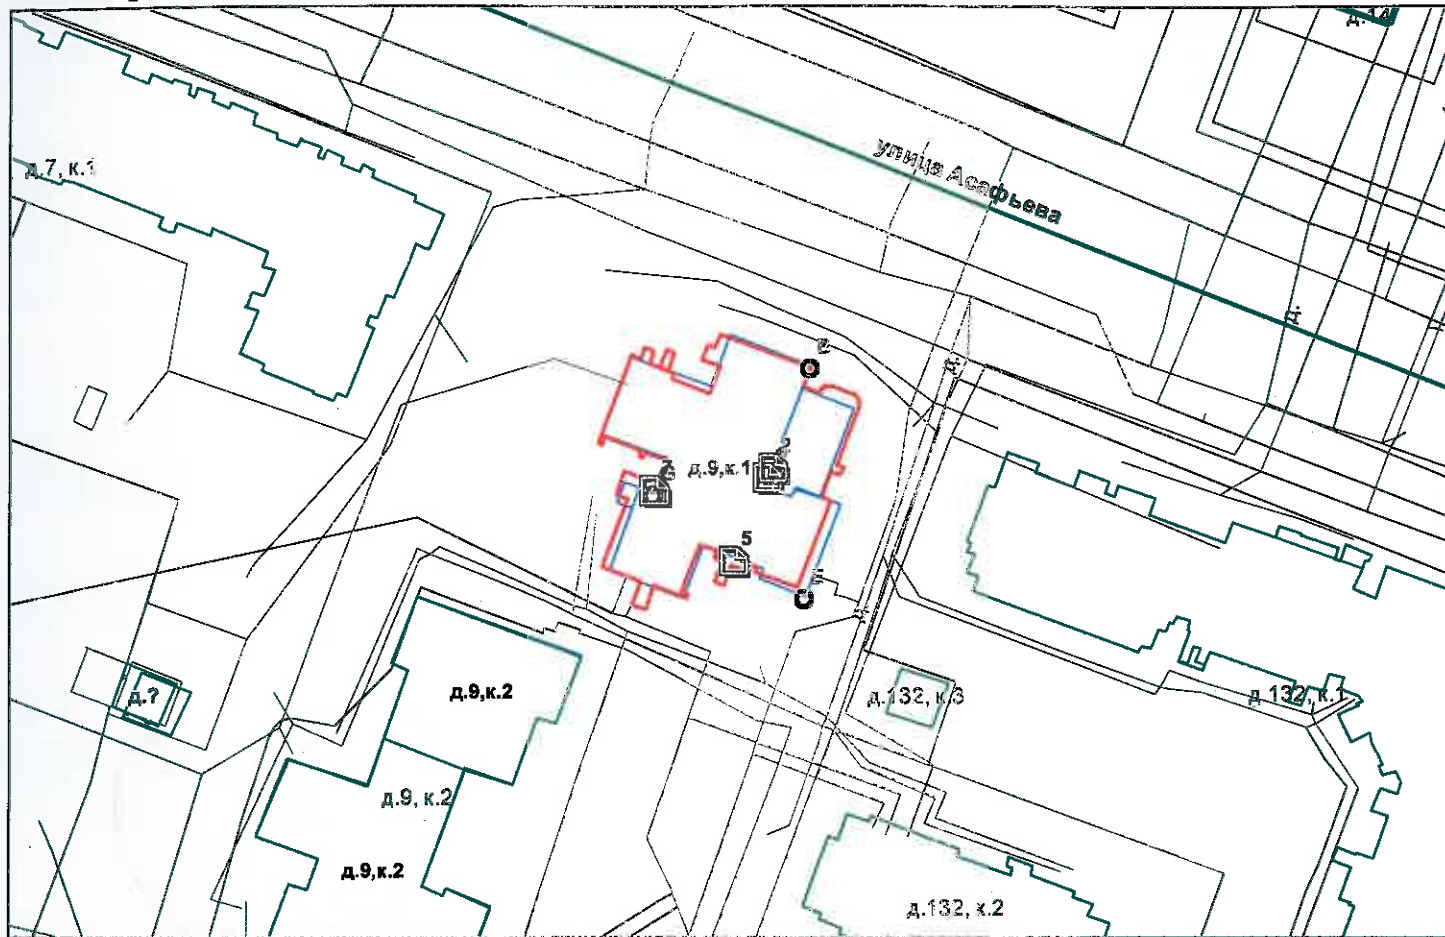 д.14
улица Асафьева
д.7, к.1
д.9,к.1
5
д.9,к.2
д.?
д.132, к.3
д.132, к.1
д.9, к.2
д.9,к.2
д.132, к.2